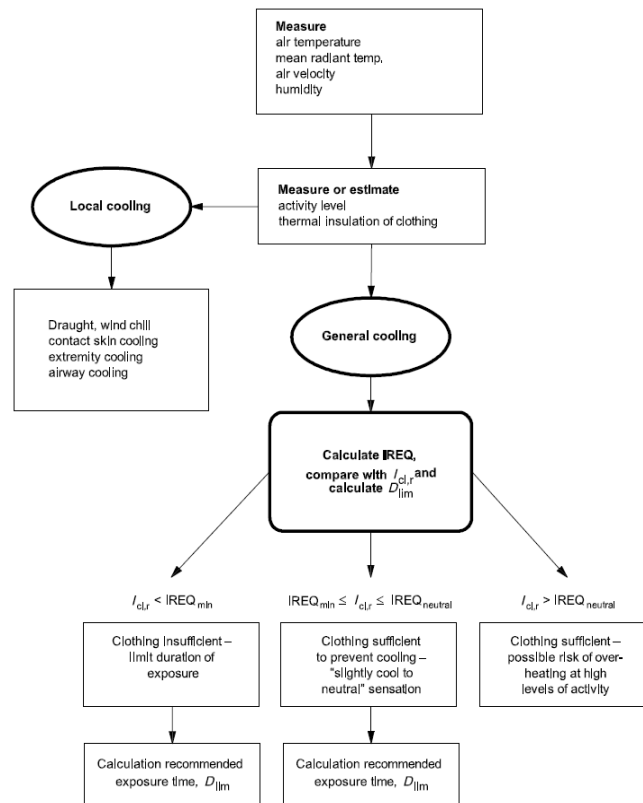 Measure
air temperature
mean radiant temp.
air velocity
humidity
Measure or estimate
activity level
thermal insulation of clothing
Local cooling
Draught, wind chill
contact skin cooling
extremity cooling
airway cooling
General cooling
Calculate IREQ,
compare with Icl,r and
calculate Dlim
Icl,r < IREQmin
IREQmin ≤ Icl,r ≤ IREQneutral
Icl,r > IREQneutral
Clothing insufficient –
limit duration of
exposure
Clothing sufficient
to prevent cooling –
"slightly cool to
neutral" sensation
Clothing sufficient –
possible risk of over-
heating at high
levels of activity
Calculation recommended
exposure time, Dlim
Calculation recommended
exposure time, Dlim